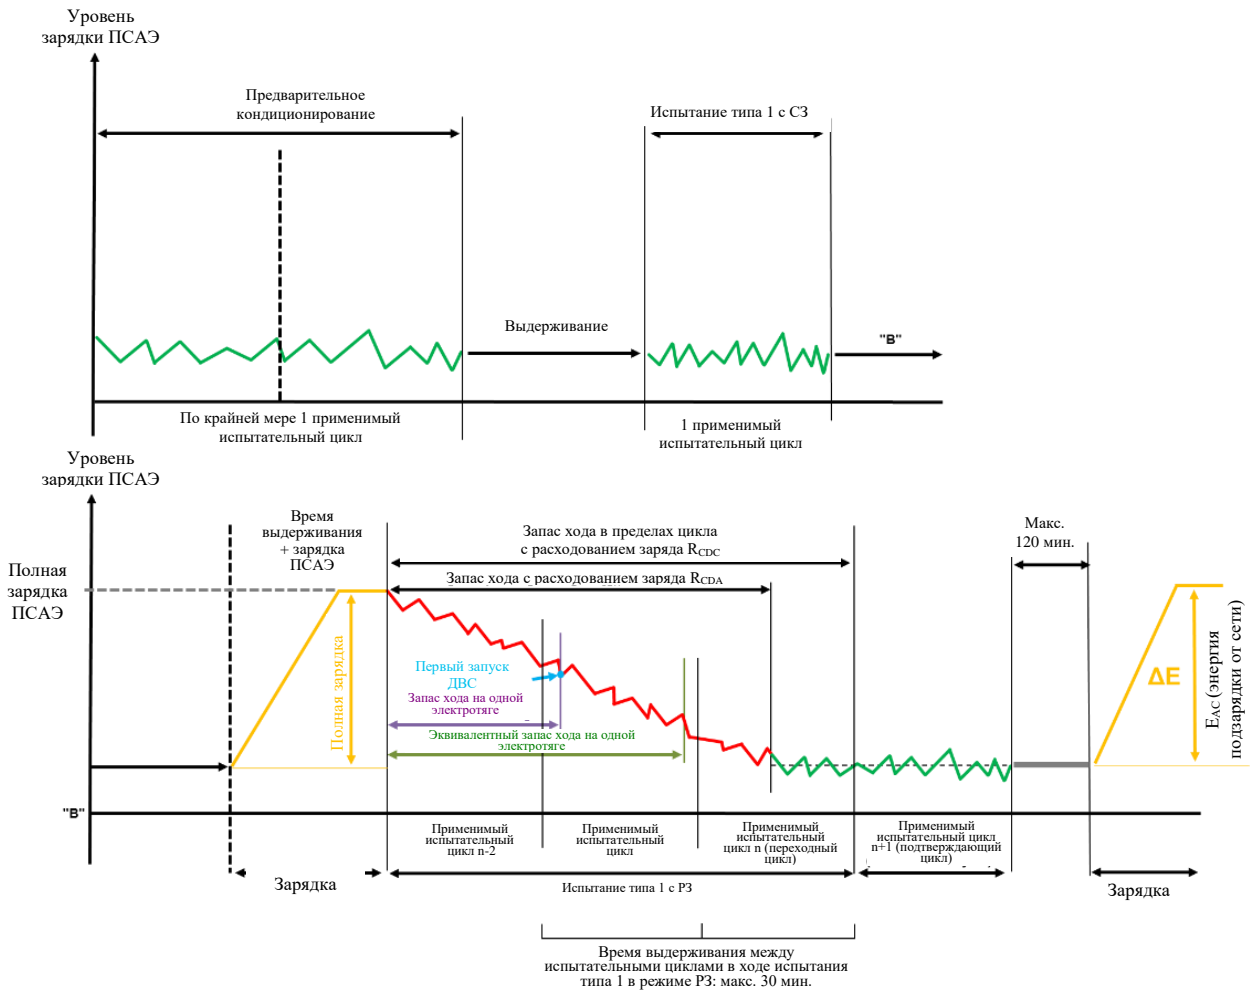 Уровень
зарядки ПСАЭ
Предварительное
кондиционирование
Испытание типа 1 с СЗ
Выдерживание
"В"
По крайней мере 1 применимый
испытательный цикл
1 применимый
испытательный цикл
Уровень
зарядки ПСАЭ
Время
выдерживания
+ зарядка
ПСАЭ
Запас хода в пределах цикла
с расходованием заряда RCDC
Макс.
120 мин.
Полная
зарядка
ПСАЭ
Запас хода с расходованием заряда RCDA
Полная зарядка
Первый запуск
ДВС
Запас хода на одной
электротяге
Эквивалентный запас хода на одной
электротяге
ΔE
EAC (энергия
подзарядки от сети)
"В"
Применимый
испытательный
цикл n-2
Применимый
испытательный
цикл
Применимый
испытательный
цикл n (переходный
цикл)
Применимый
испытательный цикл
n+1 (подтверждающий
цикл)
Зарядка
Испытание типа 1 с РЗ
Зарядка
Время выдерживания между
испытательными циклами в ходе испытания
типа 1 в режиме РЗ: макс. 30 мин.